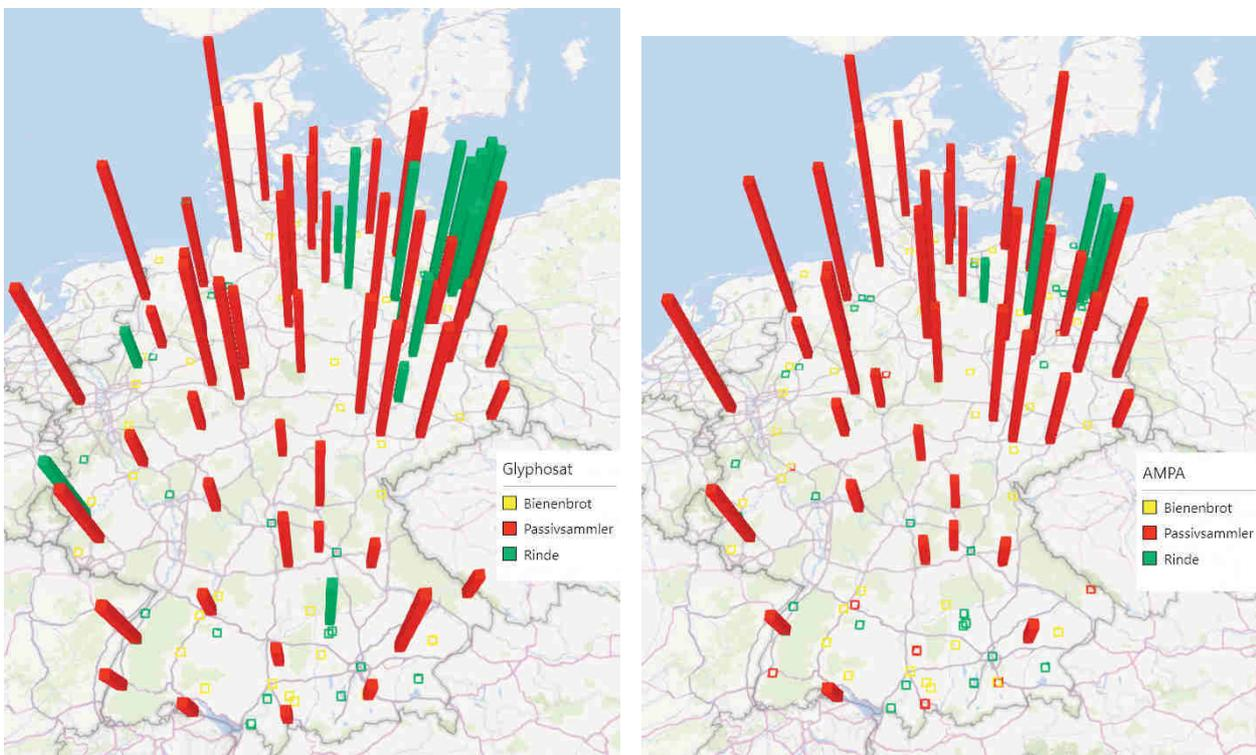 Glyphosat
Bienenbrot
Passivsammler
Rinde
AMPA
Bienenbrot
Passivsammler
Rinde